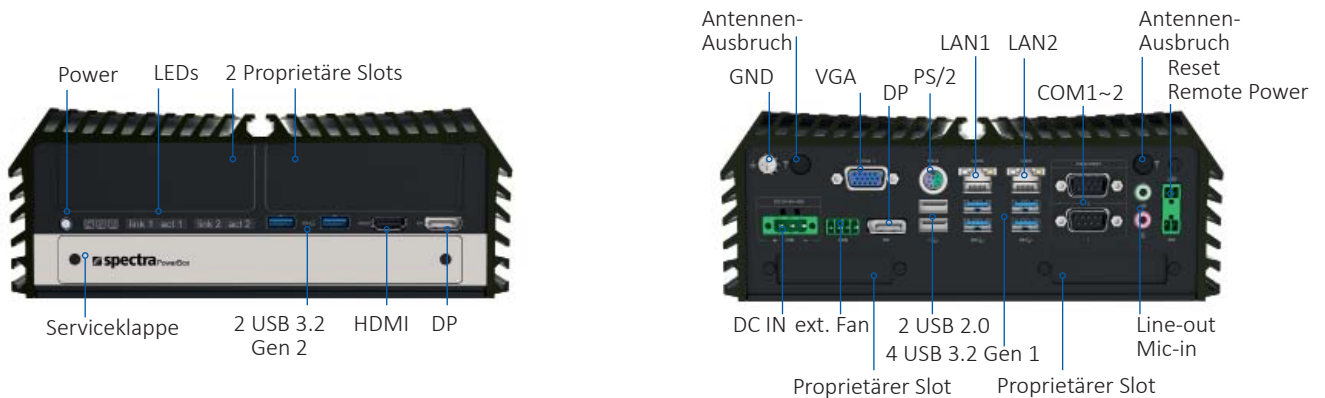 Power
LEDs
2 Proprietäre Slots
link 1 act 1
link 2 act 2
spectra PowerBox
Serviceklappe
2 USB 3.2
Gen 2
HDMI
DP
Antennen-
Ausbruch
GND
VGA
DP
PS/2
LAN1
LAN2
COM1~2
Antennen-
Ausbruch
Reset
Remote Power
DC IN
ext. Fan
2 USB 2.0
4 USB 3.2 Gen 1
Line-out
Mic-in
Proprietärer Slot
Proprietärer Slot